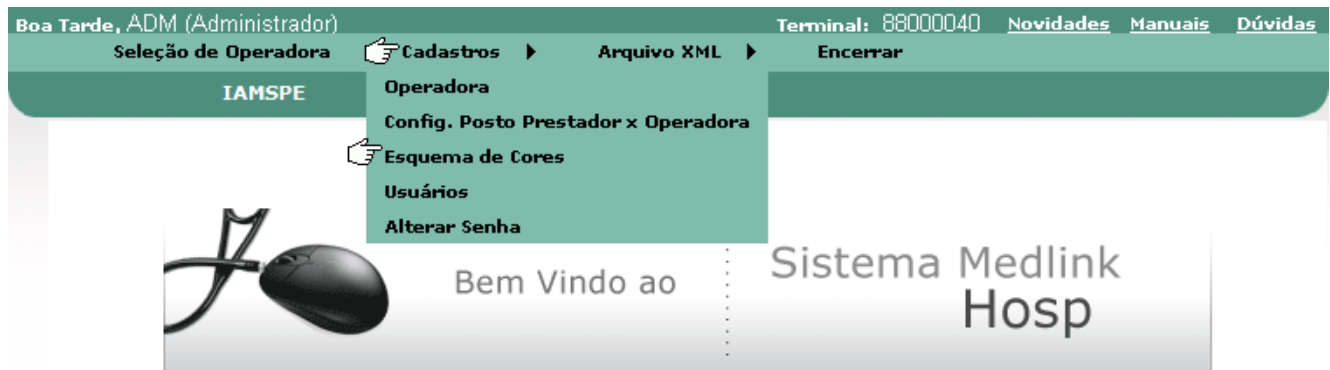 Boa Tarde, ADM (Administrador) Terminal: 88000040 Novidades Manuais Dúvidas
Seleção de Operadora Cadastros Arquivo XML Encerrar
IAMSPE
Operadora
Config. Posto Prestador x Operadora
Esquema de Cores
Usuários
Alterar Senha
Bem Vindo ao
Sistema Medlink
Hosp